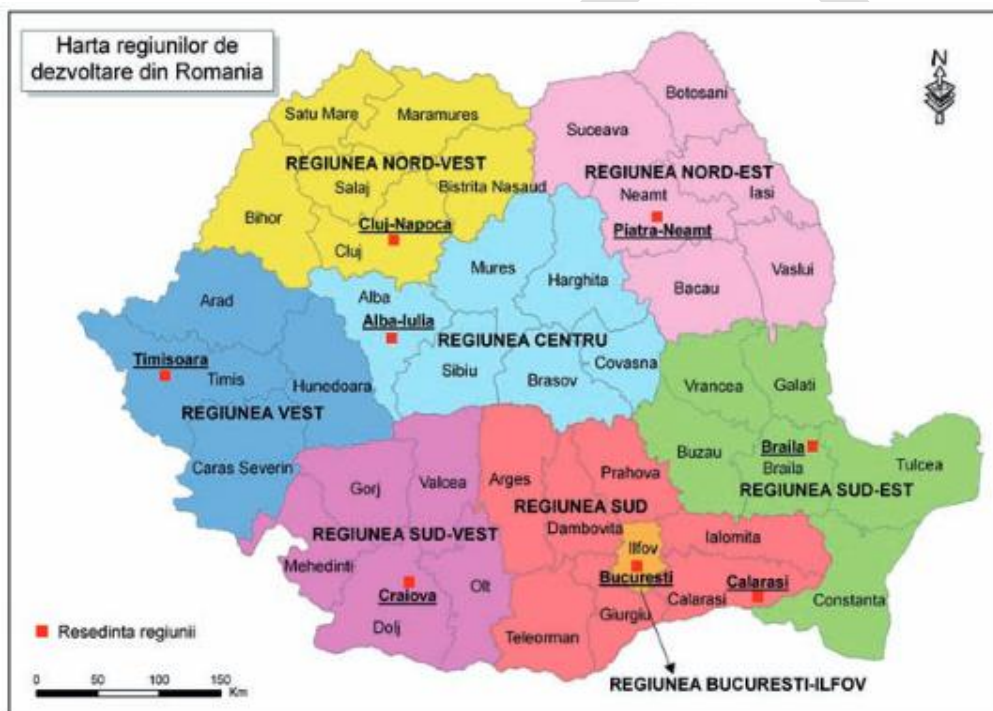 Harta regiunilor de
dezvoltare din Romania
N
Satu Mare
Maramures
REGIUNEA NORD-VEST
Salaj
Bistrita Nasaud
Bihor
Cluj-Napoca
Cluj
Botosani
Suceava
REGIUNEA NORD-EST
Neamt
Iasi
Piatra-Neamt
Bacau
Vaslui
Mures
Harghita
Alba
Alba-Iulia
REGIUNEA CENTRU
Sibiu
Brasov
Covasna
Arad
Timisoara
Timis
Hunedoara
REGIUNEA VEST
Caras Severin
Vrancea
Galati
Buzau
Braila
Braila
Tulcea
REGIUNEA SUD-EST
Constanta
Gorj
Valcea
REGIUNEA SUD-VEST
Mehedinti
Craiova
Olt
Dolj
Arges
Prahova
REGIUNEA SUD
Dambovita
Ialomita
Ilfov
Bucuresti
Calarasi
Calarasi
Giurgiu
Teleorman
REGIUNEA BUCURESTI-ILFOV
Resedinta regiunii
0 50 100 150
Km